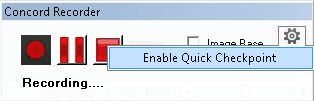 Concord Recorder
Image Base
Enable Quick Checkpoint
Recording....